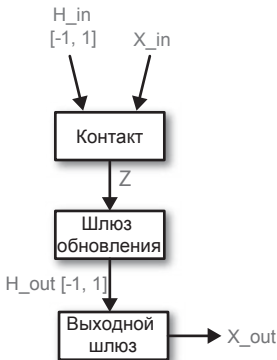 H_in
[-1, 1]
X_in
Контакт
Z
Шлюз
обновления
H_out [-1, 1]
Выходной
шлюз
X_out